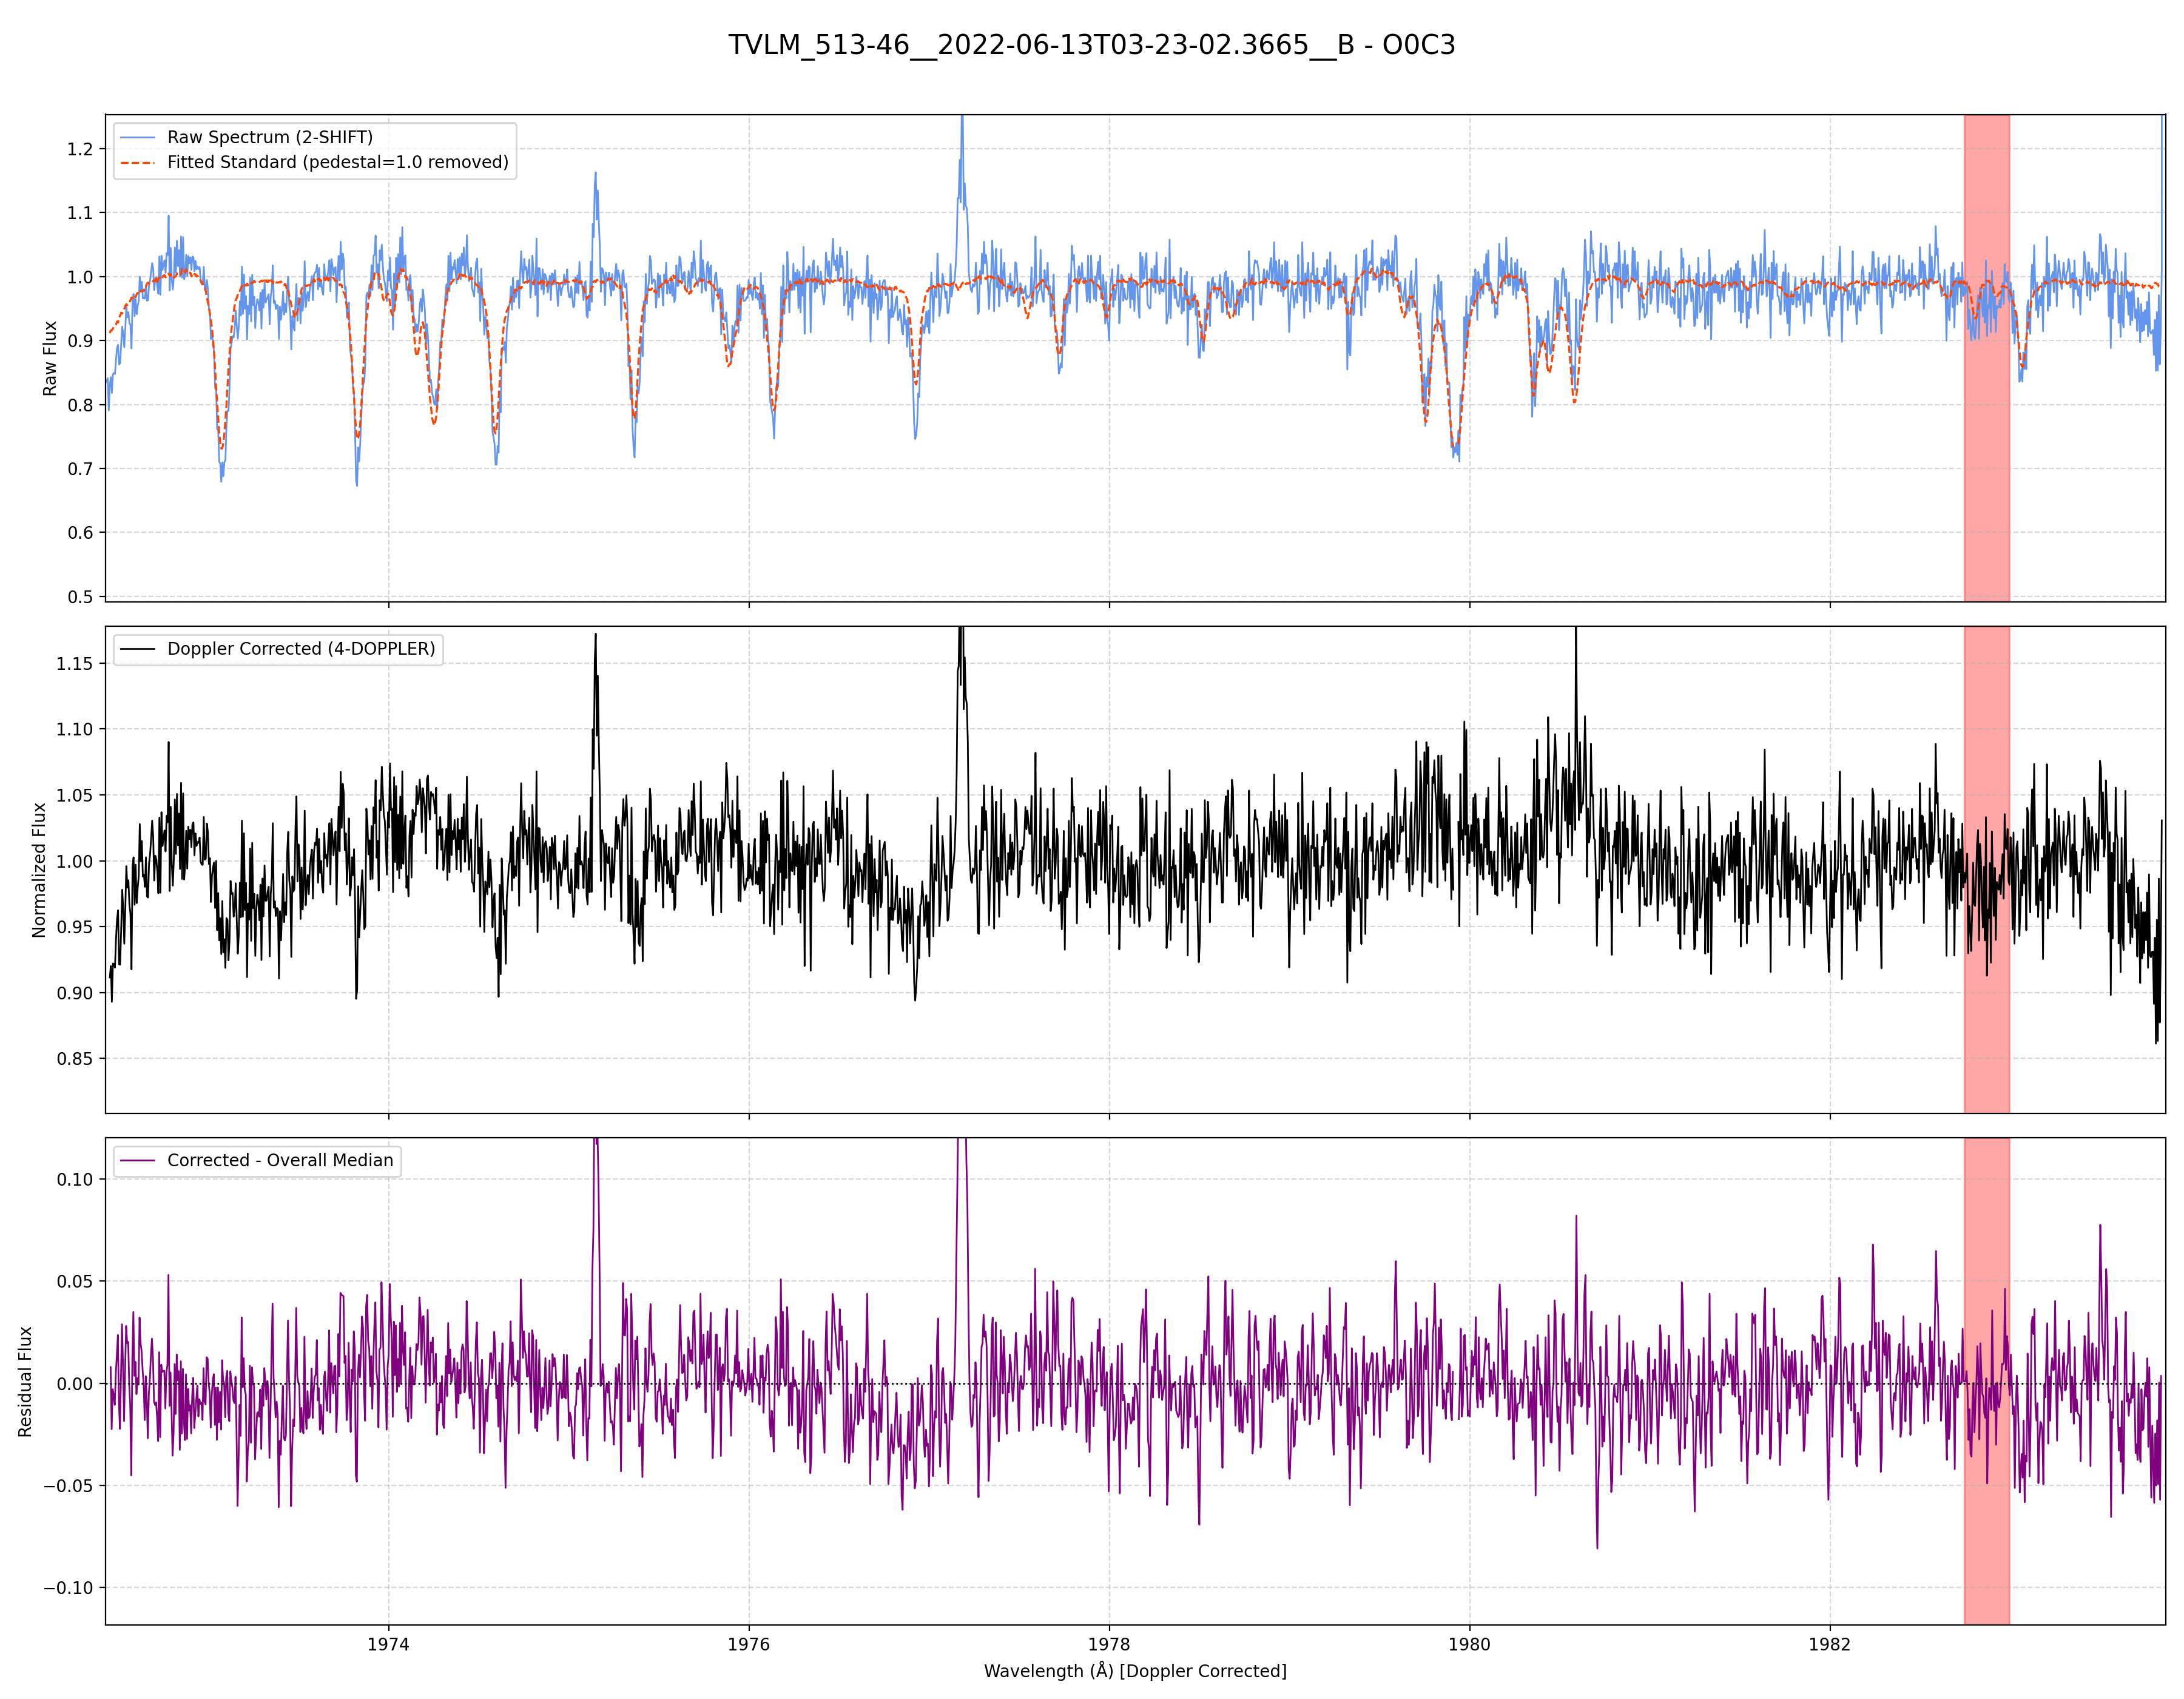 TVLM_513-46__2022-06-13T03-23-02.3665__B - O0C3
Raw Spectrum (2-SHIFT)
Fitted Standard (pedestal=1.0 removed)
1.2
1.1
1.0
0.9
0.8
0.7
0.6
0.5
Raw Flux
Doppler Corrected (4-DOPPLER)
1.15
1.10
1.05
1.00
0.95
0.90
0.85
Normalized Flux
Corrected - Overall Median
0.10
0.05
0.00
−0.05
−0.10
Residual Flux
1974 1976 1978 1980 1982
Wavelength (Å) [Doppler Corrected]